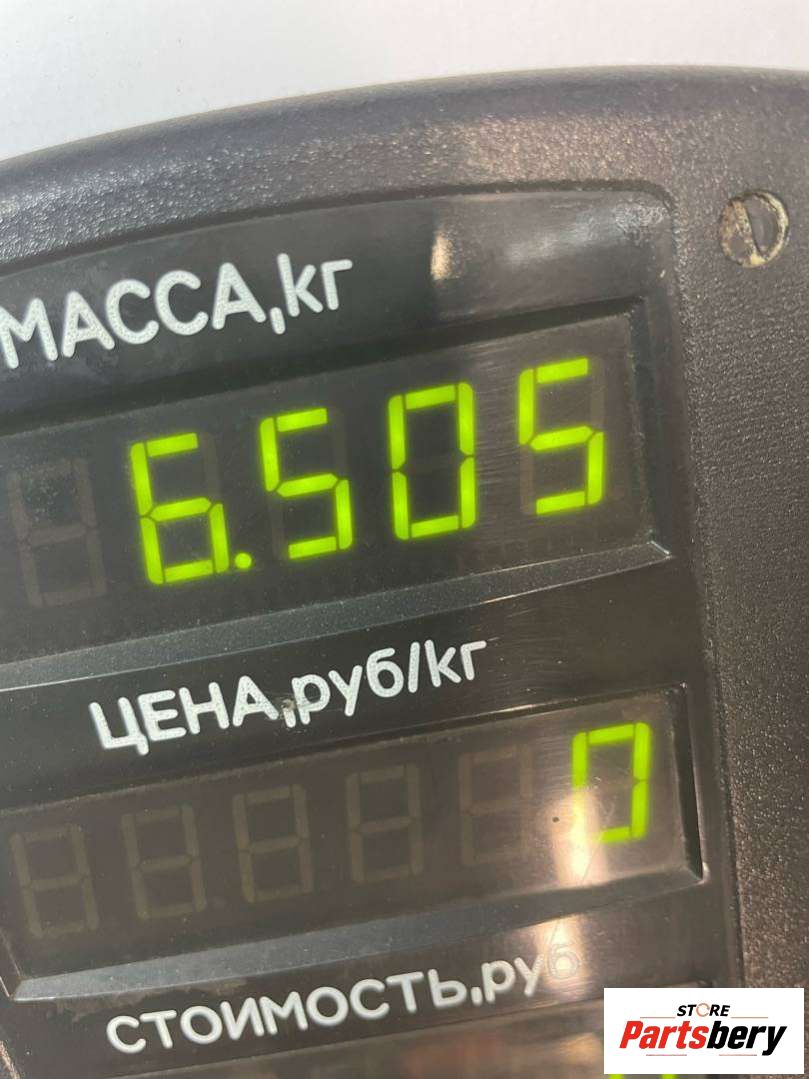 МАССА,кг
6.505
ЦЕНА,руб/кг
0
СТОИМОСТЬ,руб
STORE
Partsbery